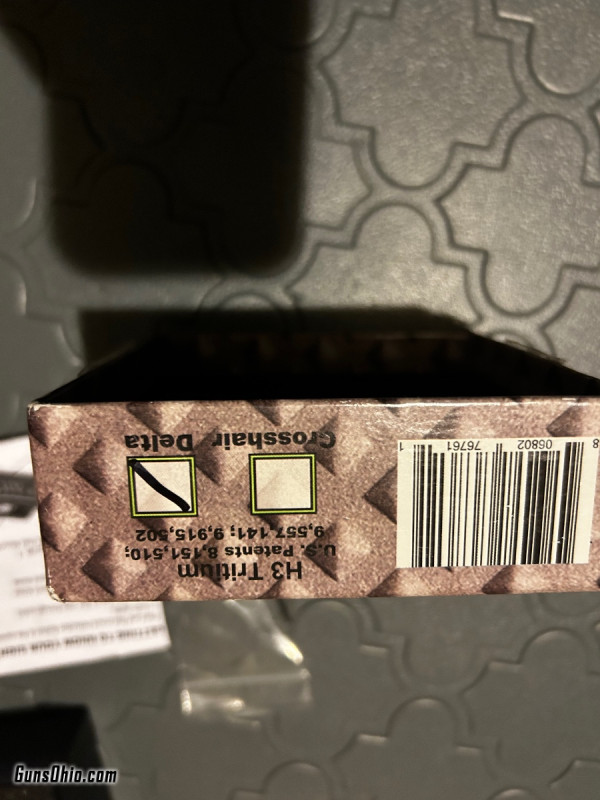 H3 Tritium
U.S. Patents 8,151,510;
9,557,141; 9,915,502
Crosshair Delta
8 06802 76761 1
GunsOhio.com